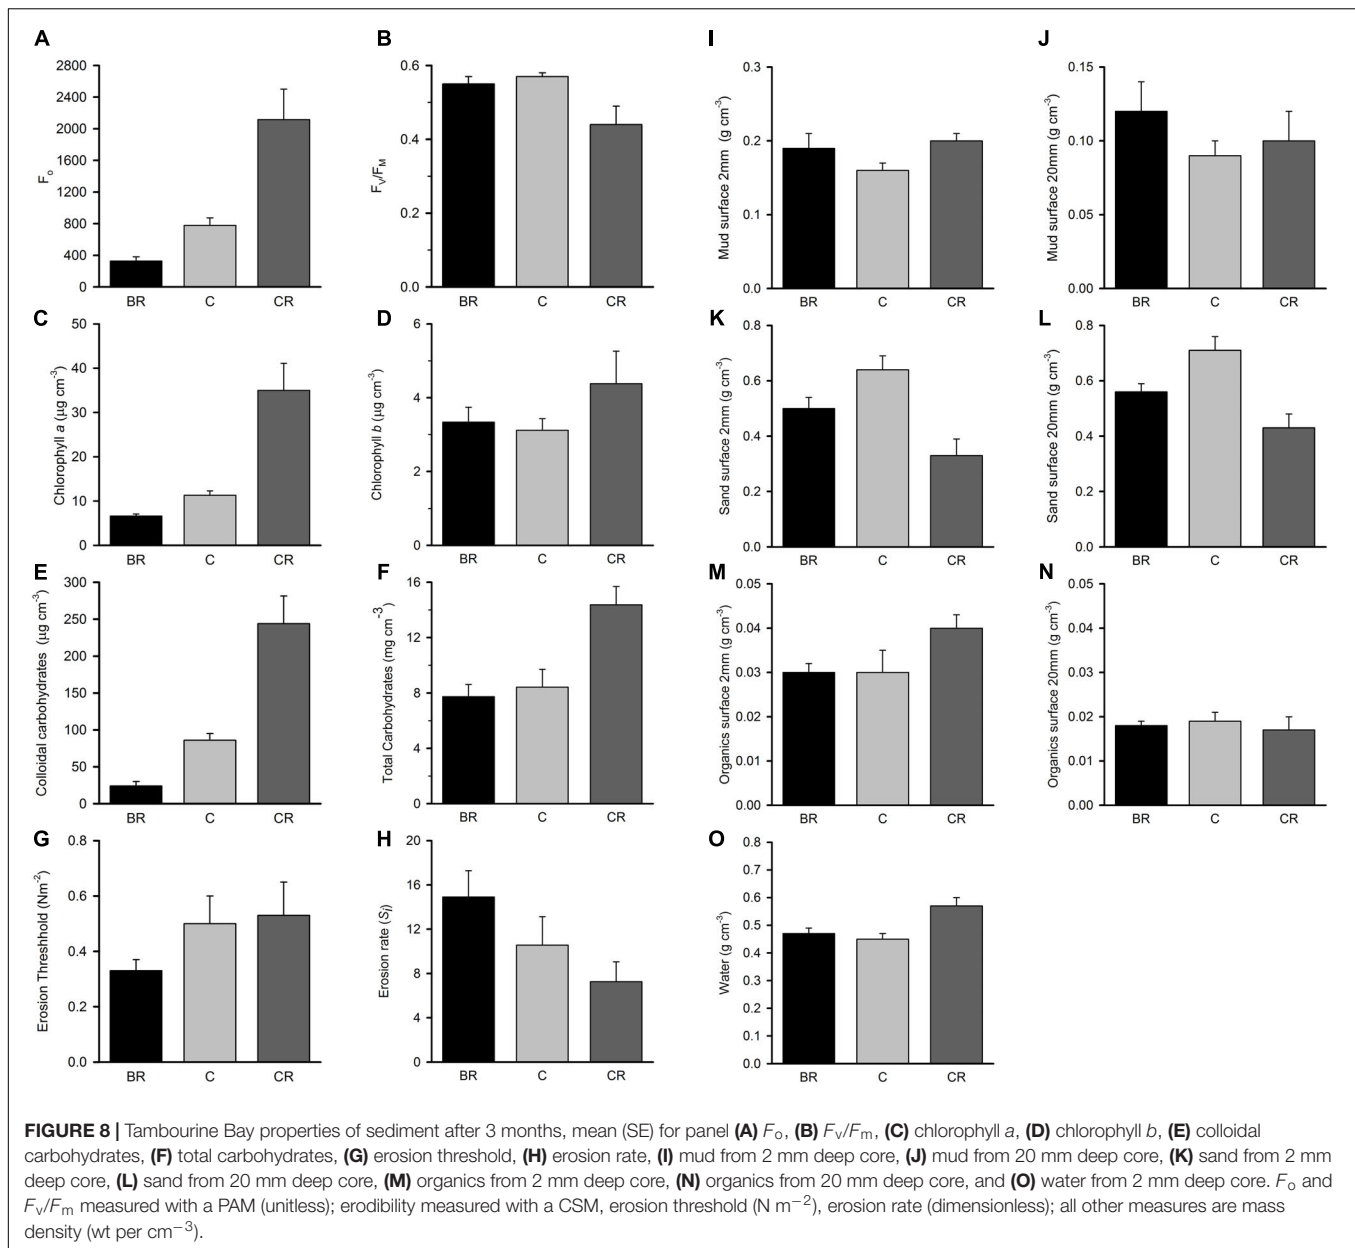 A
2800
2400
2000
1600
1200
800
400
0
Fo
BR C CR
B
0.6
0.4
0.2
0.0
FV/FM
BR C CR
I
0.3
0.2
0.1
0.0
Mud surface 2mm (g cm-3)
BR C CR
J
0.15
0.10
0.05
0.00
Mud surface 20mm (g cm-3)
BR C CR
C
50
40
30
20
10
0
Chlorophyll a (µg cm-3)
BR C CR
D
6
4
2
0
Chlorophyll b (µg cm-3)
BR C CR
K
0.8
0.6
0.4
0.2
0.0
Sand surface 2mm (g cm-3)
BR C CR
L
0.8
0.6
0.4
0.2
0.0
Sand surface 20mm (g cm-3)
BR C CR
E
300
250
200
150
100
50
0
Colloidal carbohydrates (µg cm-3)
BR C CR
F
16
12
8
4
0
Total Carbohydrates (mg cm-3)
BR C CR
M
0.05
0.04
0.03
0.02
0.01
0.00
Organics surface 2mm (g cm-3)
BR C CR
N
0.05
0.04
0.03
0.02
0.01
0.00
Organics surface 20mm (g cm-3)
BR C CR
G
0.8
0.6
0.4
0.2
0.0
Erosion Threshhold (Nm-2)
BR C CR
H
20
16
12
8
4
0
Erosion rate (Si)
BR C CR
O
0.8
0.7
0.6
0.5
0.4
0.3
0.2
0.1
0.0
Water (g cm-3)
BR C CR
FIGURE 8 | Tambourine Bay properties of sediment after 3 months, mean (SE) for panel (A) Fo, (B) Fv/Fm, (C) chlorophyll a, (D) chlorophyll b, (E) colloidal
carbohydrates, (F) total carbohydrates, (G) erosion threshold, (H) erosion rate, (I) mud from 2 mm deep core, (J) mud from 20 mm deep core, (K) sand from 2 mm
deep core, (L) sand from 20 mm deep core, (M) organics from 2 mm deep core, (N) organics from 20 mm deep core, and (O) water from 2 mm deep core. Fo and
Fv/Fm measured with a PAM (unitless); erodibility measured with a CSM, erosion threshold (N m−2), erosion rate (dimensionless); all other measures are mass
density (wt per cm−3).